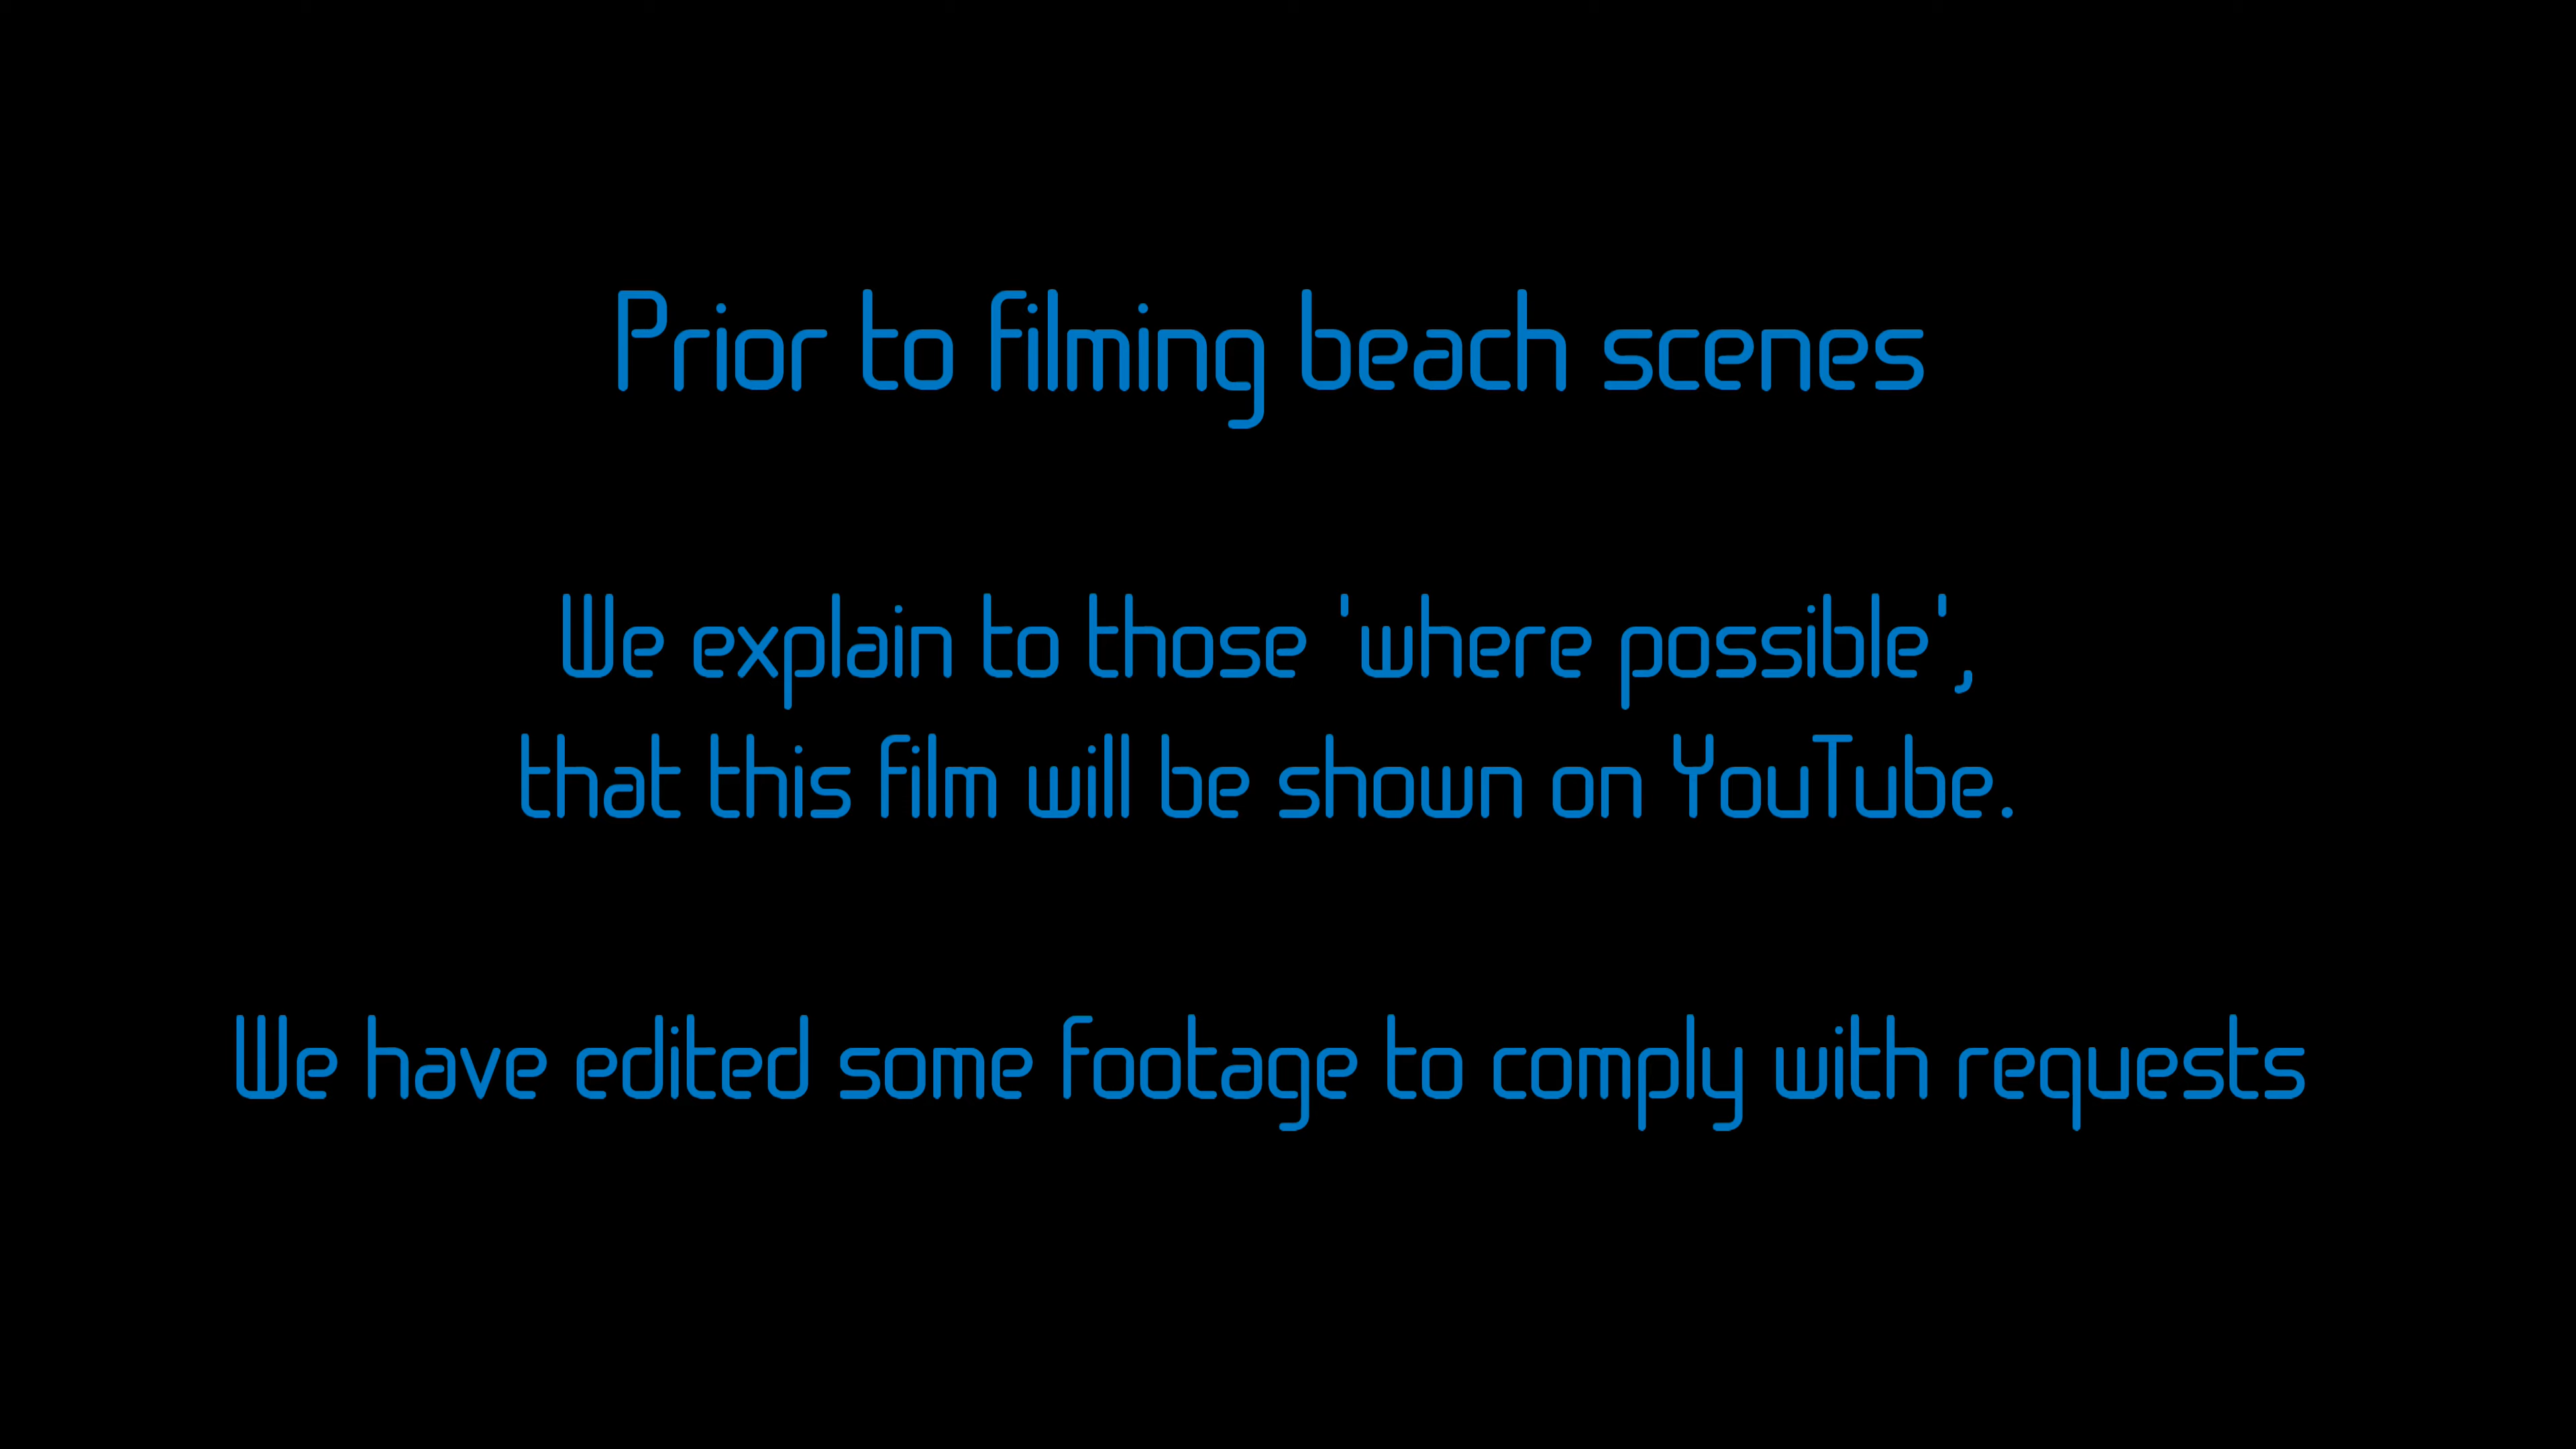 Prior to filming beach scenes
We explain to those 'where possible',
that this film will be shown on YouTube.
We have edited some footage to comply with requests